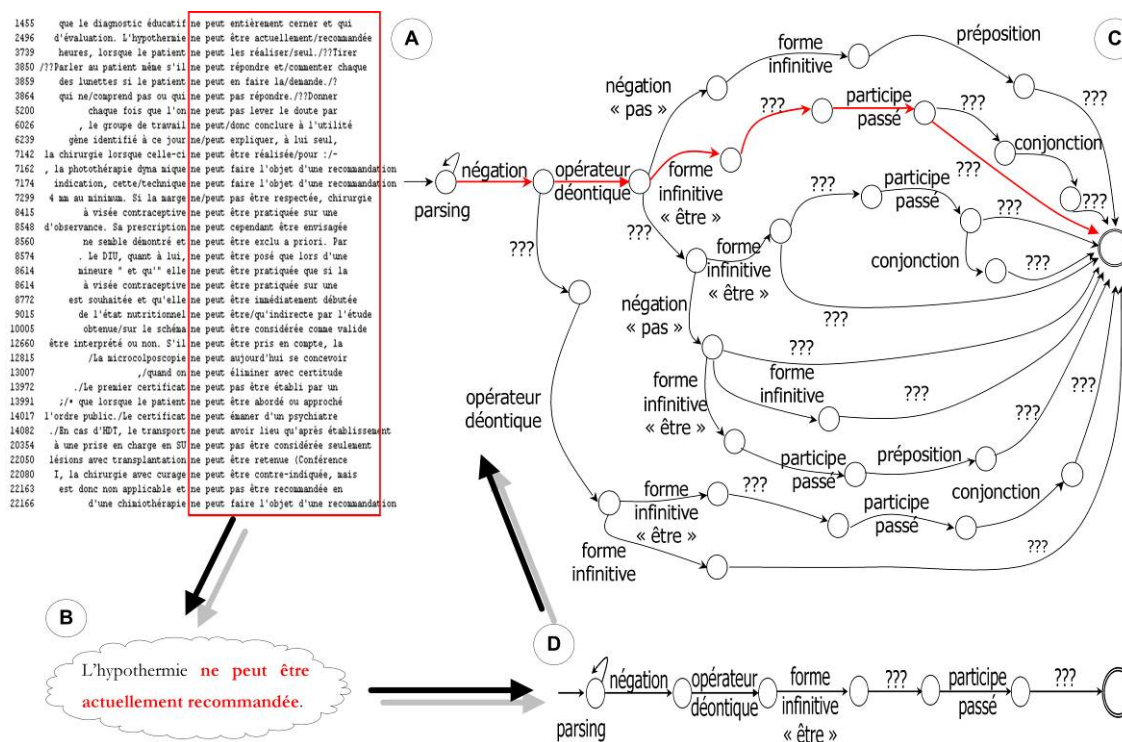 A
1455 que le diagnostic éducatif ne peut entièrement cerner et qui
2496 d'évaluation. L'hypothermie ne peut être actuellement/recommandée
3739 heures, lorsque le patient ne peut les réaliser/seul./??Tirer
3850 /??Parler au patient même s'il ne peut répondre et/commenter chaque
3859 des lunettes si le patient ne peut en faire la/demande./?
3864 qui ne/comprend pas ou qui ne peut pas répondre./??Donner
5200 chaque fois que l'on ne peut pas lever le doute par
6026 , le groupe de travail ne peut/donc conclure à l'utilité
6239 gène identifié à ce jour ne/peut expliquer, à lui seul,
7142 la chirurgie lorsque celle-ci ne peut être réalisée/pour :/-
7162 , la photothérapie dyna mique ne peut faire l'objet d'une recommandation
7174 indication, cette/technique ne peut faire l'objet d'une recommandation
7299 4 mm au minimum. Si la marge ne/peut pas être respectée, chirurgie
8415 à visée contraceptive ne peut être pratiquée sur une
8548 d'observance. Sa prescription ne peut cependant être envisagée
8560 ne semble démontré et ne peut être exclu a priori. Par
8574 . Le DIU, quant à lui, ne peut être posé que lors d'une
8614 mineure " et qu'" elle ne peut être pratiquée que si la
8614 à visée contraceptive ne peut être pratiquée sur une
8772 est souhaitée et qu'elle ne peut être immédiatement débutée
9015 de l'état nutritionnel ne peut être/qu'indirecte par l'étude
10005 obtenue/sur le schéma ne peut être considérée comme valide
12660 être interprété ou non. S'il ne peut être pris en compte, la
12815 /La microcolposcopie ne peut aujourd'hui se concevoir
13007 ,/quand on ne peut éliminer avec certitude
13972 ./Le premier certificat ne peut pas être établi par un
13991 ;/* que lorsque le patient ne peut être abordé ou approché
14017 l'ordre public./Le certificat ne peut émaner d'un psychiatre
14082 ./En cas d'HDT, le transport ne peut avoir lieu qu'après établissement
20354 à une prise en charge en SU ne peut pas être considérée seulement
22050 lésions avec transplantation ne peut être retenue (Conférence
22080 I, la chirurgie avec curage ne peut être contre-indiquée, mais
22163 est donc non applicable et ne peut pas être recommandée en
22166 d'une chimiothérapie ne peut faire l'objet d'une recommandation
B
L'hypothermie ne peut être
actuellement recommandée.
C
parsing
négation
opérateur
déontique
négation
« pas »
forme
infinitive
préposition
???
forme
infinitive
« être »
???
participe
passé
???
conjonction
???
???
???
forme
infinitive
« être »
???
participe
passé
???
conjonction
???
???
négation
« pas »
???
forme
infinitive
???
forme
infinitive
« être »
participe
passé
préposition
???
???
opérateur
déontique
forme
infinitive
« être »
???
participe
passé
conjonction
???
forme
infinitive
???
D
parsing
négation
opérateur
déontique
forme
infinitive
« être »
???
participe
passé
???